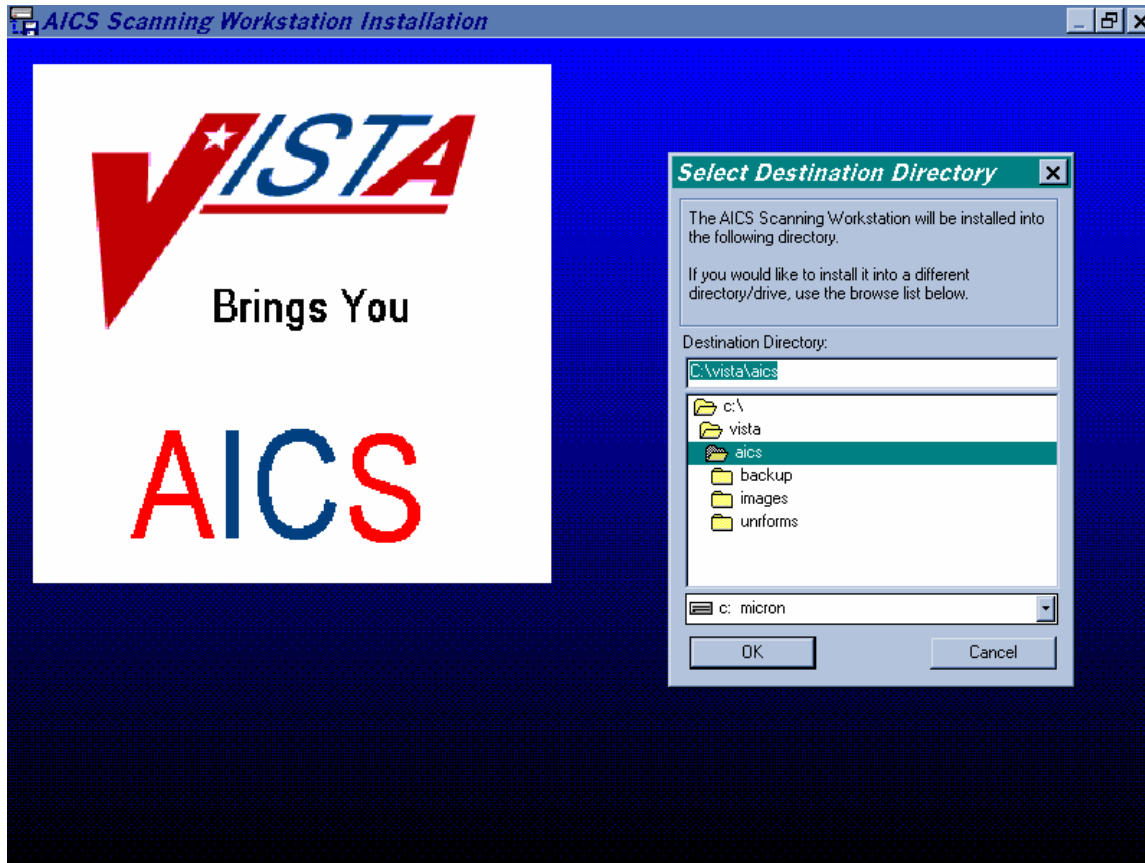 AICS Scanning Workstation Installation
VISTA
Brings You
AICS
Select Destination Directory
The AICS Scanning Workstation will be installed into
the following directory.
If you would like to install it into a different
directory/drive, use the browse list below.
Destination Directory:
C:\vista\aics
c:\
vista
aics
backup
images
uniforms
c: micron
OK
Cancel